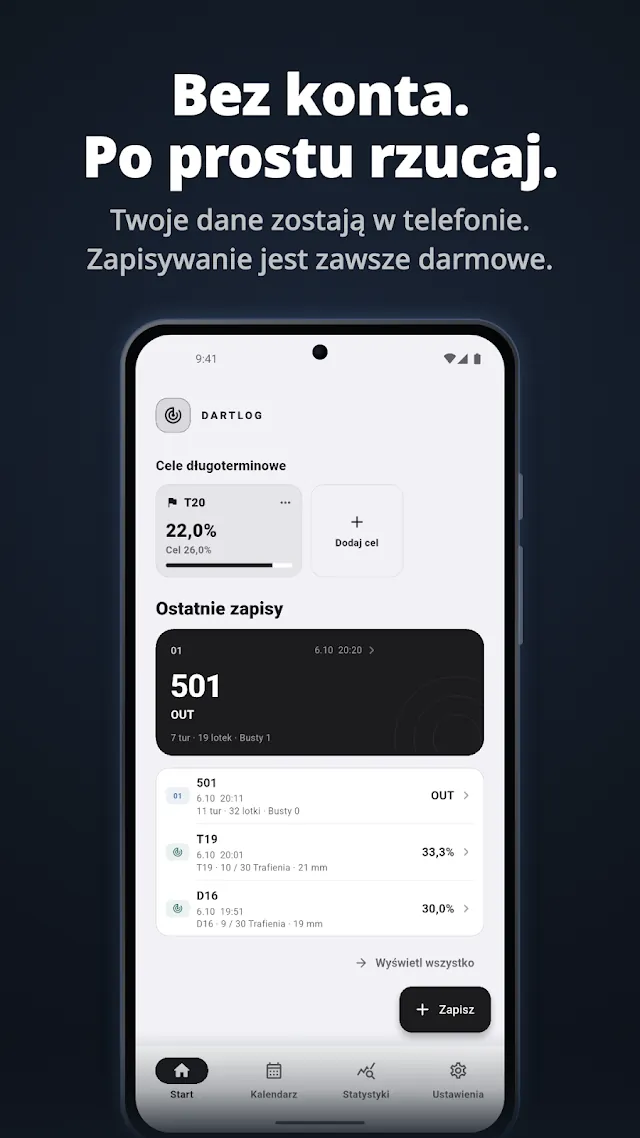 Bez konta.
Po prostu rzucaj.
Twoje dane zostają w telefonie.
Zapisywanie jest zawsze darmowe.
9:41
DARTLOG
Cele długoterminowe
T20
22,0%
Cel 26,0%
Dodaj cel
Ostatnie zapisy
01
6.10 20:20
501
OUT
7 tur · 19 lotek · Busty 1
01
501
6.10 20:11
11 tur · 32 lotki · Busty 0
OUT
T19
6.10 20:01
T19 · 10 / 30 Trafienia · 21 mm
33,3%
D16
6.10 19:51
D16 · 9 / 30 Trafienia · 19 mm
30,0%
Wyświetl wszystko
Zapisz
Start
Kalendarz
Statystyki
Ustawienia